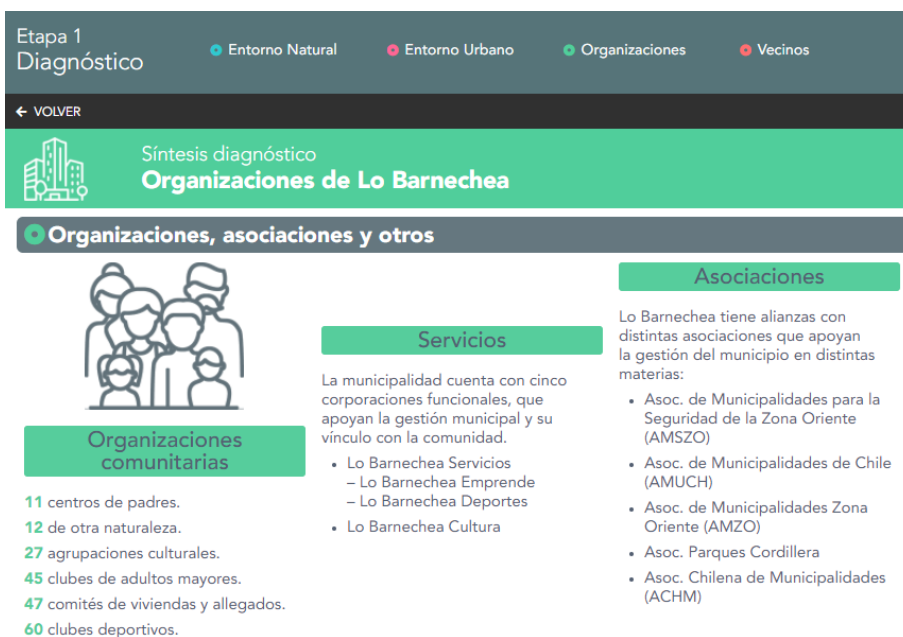 Etapa 1
Diagnóstico
Entorno Natural
Entorno Urbano
Organizaciones
Vecinos
← VOLVER
Síntesis diagnóstico
Organizaciones de Lo Barnechea
Organizaciones, asociaciones y otros
Organizaciones
comunitarias
11 centros de padres.
12 de otra naturaleza.
27 agrupaciones culturales.
45 clubes de adultos mayores.
47 comités de viviendas y allegados.
60 clubes deportivos.
Servicios
La municipalidad cuenta con cinco
corporaciones funcionales, que
apoyan la gestión municipal y su
vínculo con la comunidad.
• Lo Barnechea Servicios
– Lo Barnechea Emprende
– Lo Barnechea Deportes
• Lo Barnechea Cultura
Asociaciones
Lo Barnechea tiene alianzas con
distintas asociaciones que apoyan
la gestión del municipio en distintas
materias:
• Asoc. de Municipalidades para la
Seguridad de la Zona Oriente
(AMSZO)
• Asoc. de Municipalidades de Chile
(AMUCH)
• Asoc. de Municipalidades Zona
Oriente (AMZO)
• Asoc. Parques Cordillera
• Asoc. Chilena de Municipalidades
(ACHM)